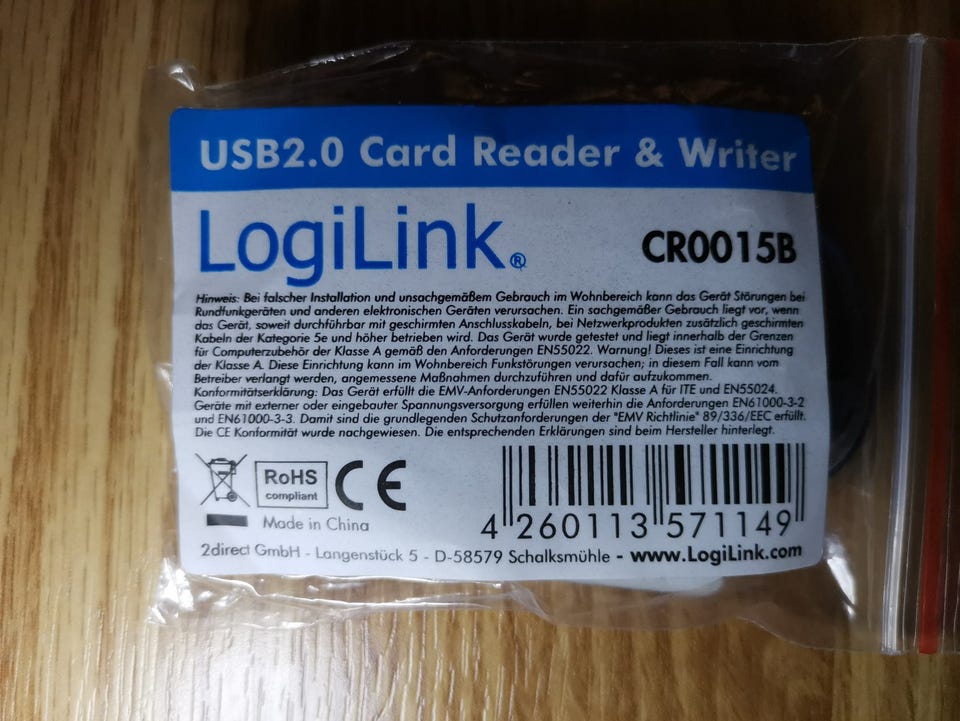 USB2.0 Card Reader & Writer
LogiLink®
CR0015B
Hinweis: Bei falscher Installation und unsachgemäßem Gebrauch im Wohnbereich kann das Gerät Störungen bei
Rundfunkgeräten und anderen elektronischen Geräten verursachen. Ein sachgemäßer Gebrauch liegt vor, wenn
das Gerät, soweit durchführbar mit geschirmten Anschlusskabeln, bei Netzwerkprodukten zusätzlich geschirmten
Kabeln der Kategorie 5e und höher betrieben wird. Das Gerät wurde getestet und liegt innerhalb der Grenzen
für Computerzubehör der Klasse A gemäß den Anforderungen EN55022. Warnung! Dieses ist eine Einrichtung
der Klasse A. Diese Einrichtung kann im Wohnbereich Funkstörungen verursachen; in diesem Fall kann vom
Betreiber verlangt werden, angemessene Maßnahmen durchzuführen und dafür aufzukommen.
Konformitätserklärung: Das Gerät erfüllt die EMV-Anforderungen EN55022 Klasse A für ITE und EN55024.
Geräte mit externer oder eingebauter Spannungsversorgung erfüllen weiterhin die Anforderungen EN61000-3-2
und EN61000-3-3. Damit sind die grundlegenden Schutzanforderungen der "EMV Richtlinie" 89/336/EEC erfüllt.
Die CE Konformität wurde nachgewiesen. Die entsprechenden Erklärungen sind beim Hersteller hinterlegt.
RoHS
compliant
CE
Made in China
4 260113 571149
2direct GmbH - Langenstück 5 - D-58579 Schalksmühle - www.LogiLink.com